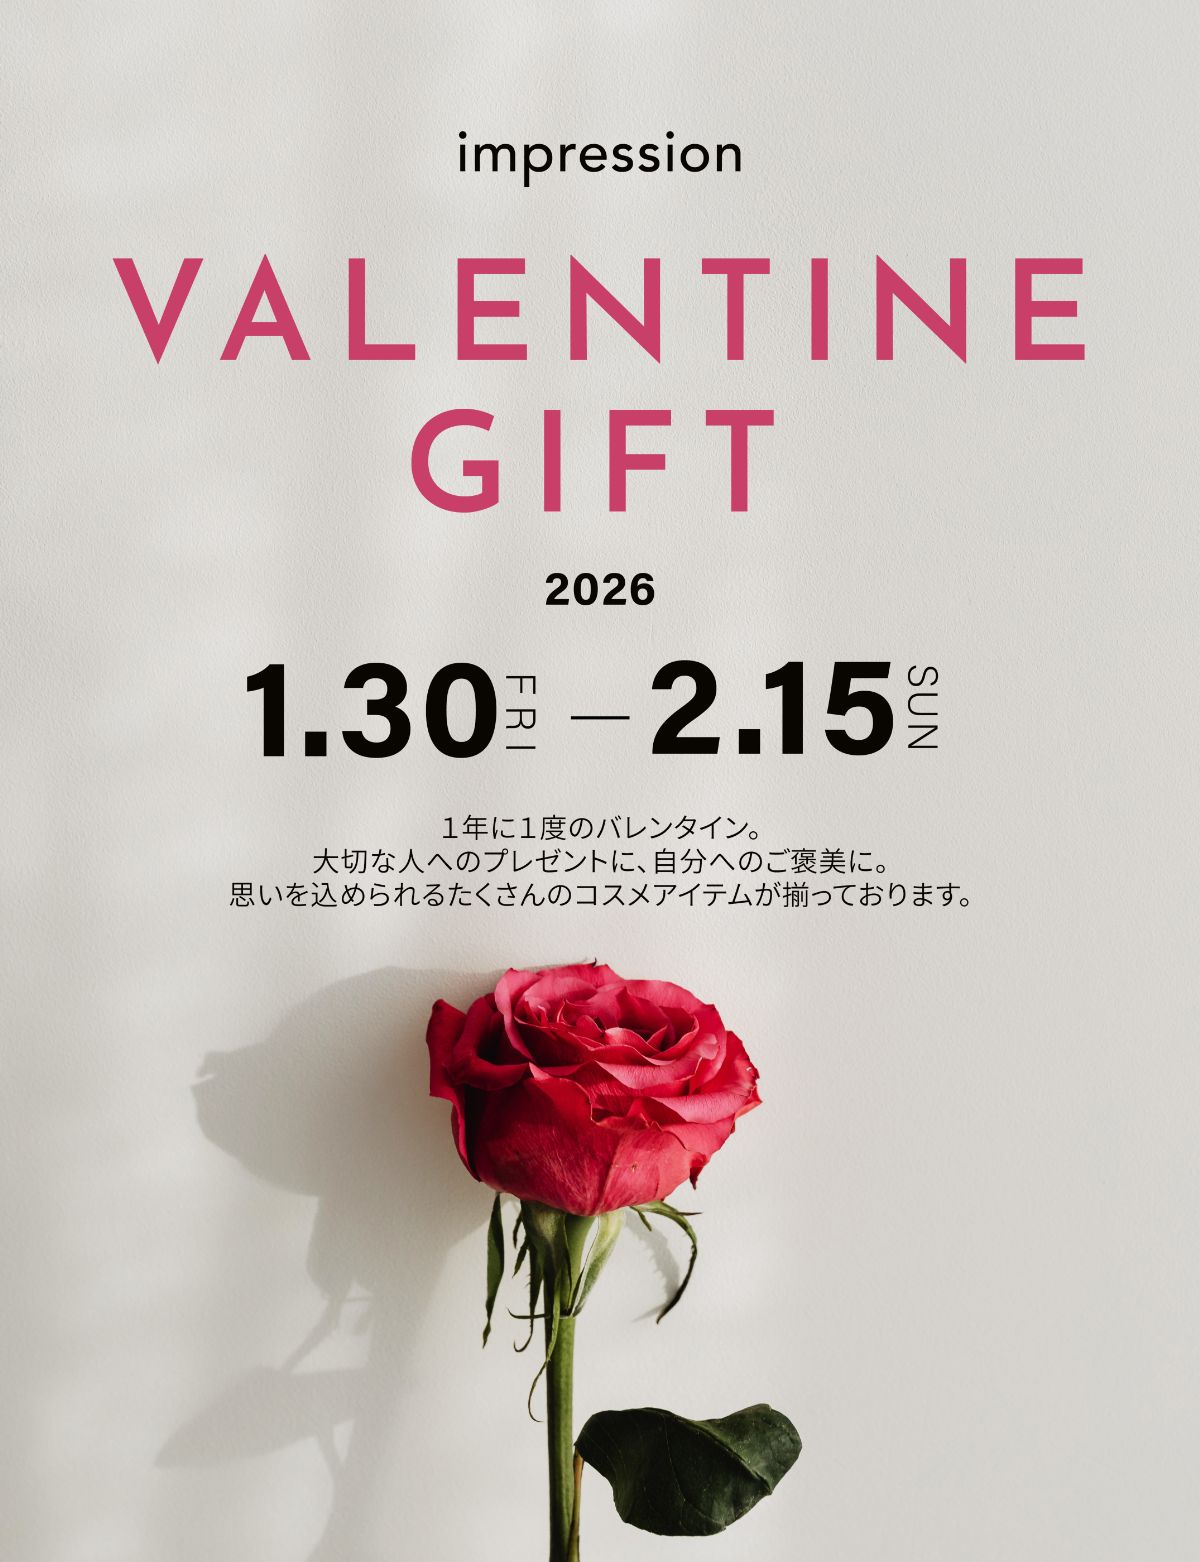 impression
VALENTINE
GIFT
2026
1.30 FRI — 2.15 SUN
1年に1度のバレンタイン。
大切な人へのプレゼントに、自分へのご褒美に。
思いを込められるたくさんのコスメアイテムが揃っております。